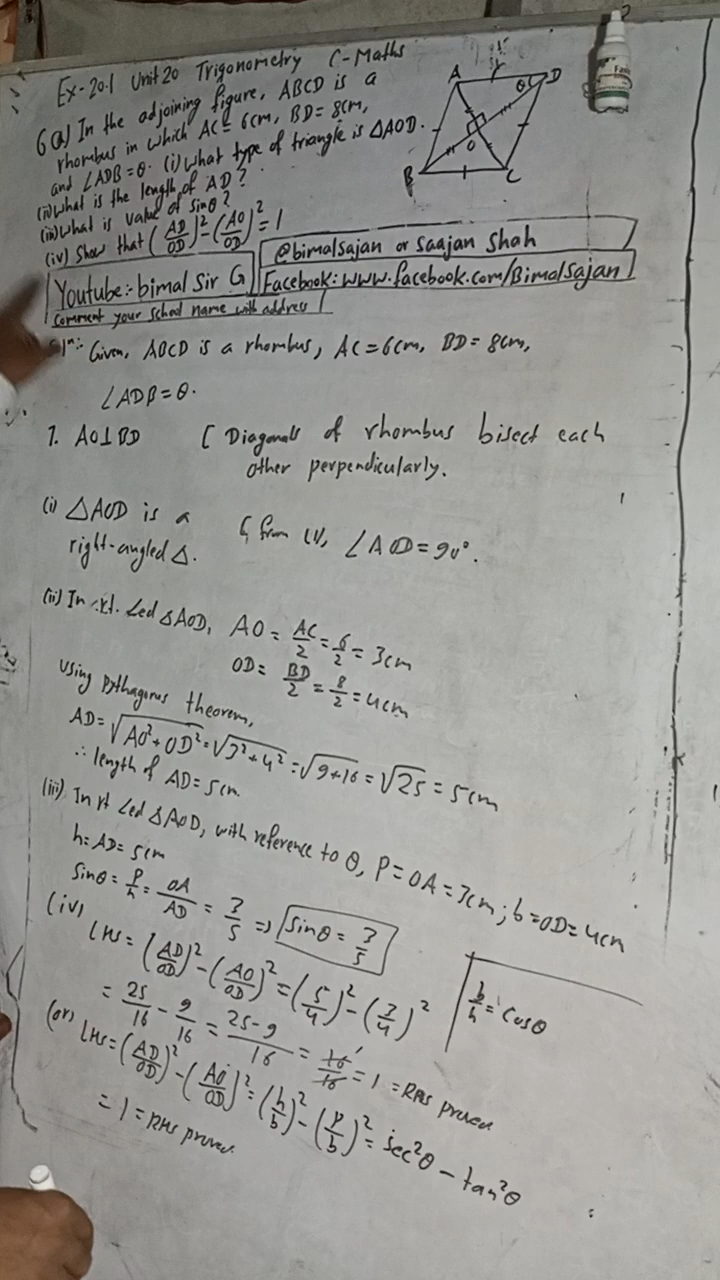 Ex-20.1 Unit 20 Trigonometry C-Maths
6(a) In the adjoining figure, ABCD is a
rhombus in which AC = 6cm, BD = 8cm,
and ∠ADB = θ. (i) What type of triangle is △AOD.
(ii) What is the length of AD?
(iii) What is value of sinθ?
(iv) Show that (AD/OD)² - (AO/OD)² = 1
A
D
θ
O
B
C
@bimalsajan or Saajan Shah
Youtube:- bimal Sir G
Facebook: www.facebook.com/Bimalsajan
Comment your school name with address
Solⁿ: Given, ABCD is a rhombus, AC = 6cm, BD = 8cm,
∠ADB = θ.
1. AO⊥BD [Diagonals of rhombus bisect each
other perpendicularly.
(i) △AOD is a [from (1), ∠AOD = 90°.
right-angled △.
(ii) In rt. ∠ed △AOD, AO = AC/2 = 6/2 = 3cm
OD = BD/2 = 8/2 = 4cm
Using pythagorus theorem,
AD = √AO² + OD² = √3² + 4² = √9+16 = √25 = 5cm
∴ length of AD = 5cm
(iii) In rt ∠ed △AOD, with reference to θ, P = OA = 3cm; b = OD = 4cm
h = AD = 5cm
sinθ = p/h = OA/AD = 3/5 ⇒ sinθ = 3/5
(iv) LHS = (AD/OD)² - (AO/OD)² = (5/4)² - (3/4)²
b/h = cosθ
= 25/16 - 9/16 = 25-9/16 = 16/16 = 1 = RHS proved
(or) LHS = (AD/OD)² - (AO/OD)² = (h/b)² - (p/b)² = sec²θ - tan²θ
= 1 = RHS proved